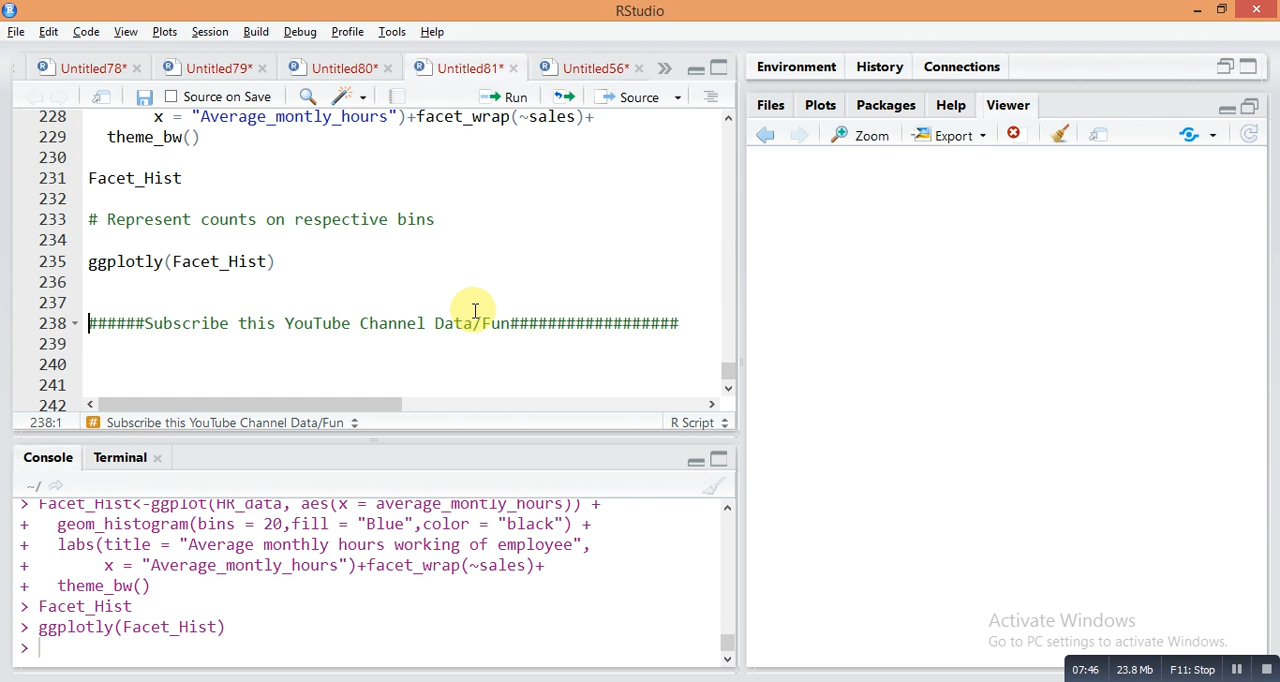 RStudio
File Edit Code View Plots Session Build Debug Profile Tools Help
Untitled78* × Untitled79* × Untitled80* × Untitled81* × Untitled56* ×
Source on Save Run Source
228 x = "Average_montly_hours")+facet_wrap(~sales)+
229 theme_bw()
230
231 Facet_Hist
232
233 # Represent counts on respective bins
234
235 ggplotly(Facet_Hist)
236
237
238 ######Subscribe this YouTube Channel Data/Fun##################
239
240
241
242
238:1 # Subscribe this YouTube Channel Data/Fun R Script
Console Terminal ×
~/
> Facet_Hist<-ggplot(HR_data, aes(x = average_montly_hours)) +
+ geom_histogram(bins = 20,fill = "Blue",color = "black") +
+ labs(title = "Average monthly hours working of employee",
+ x = "Average_montly_hours")+facet_wrap(~sales)+
+ theme_bw()
> Facet_Hist
> ggplotly(Facet_Hist)
>
Environment History Connections
Files Plots Packages Help Viewer
Zoom Export
Activate Windows
Go to PC settings to activate Windows.
07:46 23.8 Mb F11: Stop